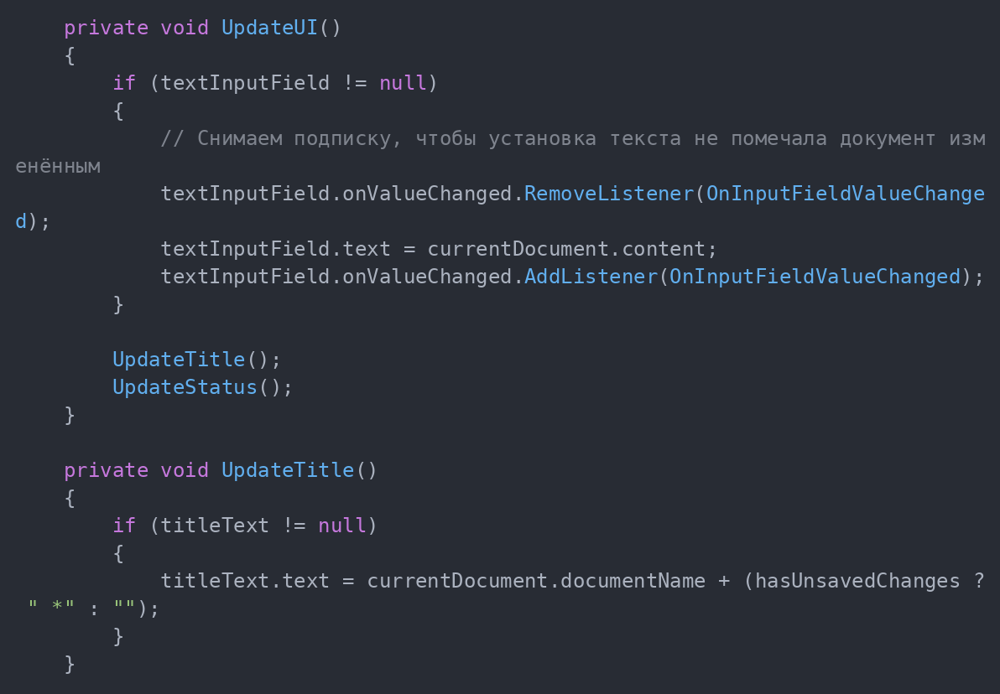 private void UpdateUI()
    {
        if (textInputField != null)
        {
            // Снимаем подписку, чтобы установка текста не помечала документ изм
енённым
            textInputField.onValueChanged.RemoveListener(OnInputFieldValueChange
d);
            textInputField.text = currentDocument.content;
            textInputField.onValueChanged.AddListener(OnInputFieldValueChanged);
        }

        UpdateTitle();
        UpdateStatus();
    }

    private void UpdateTitle()
    {
        if (titleText != null)
        {
            titleText.text = currentDocument.documentName + (hasUnsavedChanges ?
 " *" : "");
        }
    }